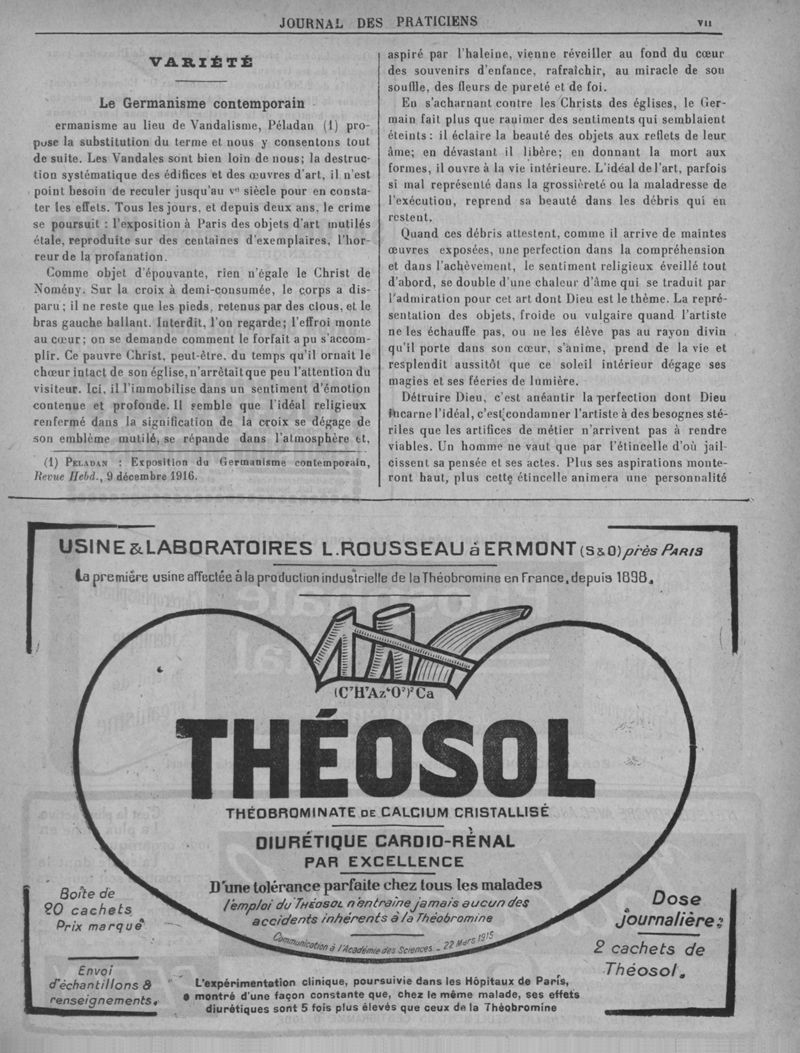 JOURNAL DES PRATICIENS
VII
VARIÉTÉ
Le Germanisme contemporain
ermanisme au lieu de Vandalisme, Péladan (1) pro-
pose la substitution du terme et nous y consentons tout
de suite. Les Vandales sont bien loin de nous; la destruc-
tion systématique des édifices et des œuvres d'art, il n'est
point besoin de reculer jusqu'au vᵉ siècle pour en consta-
ter les effets. Tous les jours, et depuis deux ans, le crime
se poursuit : l'exposition à Paris des objets d'art mutilés
étale, reproduite sur des centaines d'exemplaires, l'hor-
reur de la profanation.
Comme objet d'épouvante, rien n'égale le Christ de
Nomény. Sur la croix à demi-consumée, le corps a dis-
paru ; il ne reste que les pieds, retenus par des clous, et le
bras gauche ballant. Interdit, l'on regarde; l'effroi monte
au cœur; on se demande comment le forfait a pu s'accom-
plir. Ce pauvre Christ, peut-être, du temps qu'il ornait le
chœur intact de son église, n'arrêtait que peu l'attention du
visiteur. Ici, il l'immobilise dans un sentiment d'émotion
contenue et profonde. Il semble que l'idéal religieux
renfermé dans la signification de la croix se dégage de
son emblème mutilé, se répande dans l'atmosphère et,
(1) PELADAN : Exposition du Germanisme contemporain,
Revue Hebd., 9 décembre 1916.
aspiré par l'haleine, vienne réveiller au fond du cœur
des souvenirs d'enfance, rafraîchir, au miracle de son
souffle, des fleurs de pureté et de foi.
En s'acharnant contre les Christs des églises, le Ger-
main fait plus que ranimer des sentiments qui semblaient
éteints : il éclaire la beauté des objets aux reflets de leur
âme; en dévastant il libère; en donnant la mort aux
formes, il ouvre à la vie intérieure. L'idéal de l'art, parfois
si mal représenté dans la grossièreté ou la maladresse de
l'exécution, reprend sa beauté dans les débris qui en
restent.
Quand ces débris attestent, comme il arrive de maintes
œuvres exposées, une perfection dans la compréhension
et dans l'achèvement, le sentiment religieux éveillé tout
d'abord, se double d'une chaleur d'âme qui se traduit par
l'admiration pour cet art dont Dieu est le thème. La repré-
sentation des objets, froide ou vulgaire quand l'artiste
ne les échauffe pas, ou ne les élève pas au rayon divin
qu'il porte dans son cœur, s'anime, prend de la vie et
resplendit aussitôt que ce soleil intérieur dégage ses
magies et ses féeries de lumière.
Détruire Dieu, c'est anéantir la perfection dont Dieu
incarne l'idéal, c'est condamner l'artiste à des besognes sté-
riles que les artifices de métier n'arrivent pas à rendre
viables. Un homme ne vaut que par l'étincelle d'où jail-
lissent sa pensée et ses actes. Plus ses aspirations monte-
ront haut, plus cette étincelle animera une personnalité
USINE & LABORATOIRES L. ROUSSEAU à ERMONT (S & O) près PARIS
La première usine affectée à la production industrielle de la Théobromine en France, depuis 1898.
(C⁷H⁷Az⁴O²)² Ca
THÉOSOL
THÉOBROMINATE DE CALCIUM CRISTALLISÉ
DIURÉTIQUE CARDIO-RÈNAL
PAR EXCELLENCE
D'une tolérance parfaite chez tous les malades
l'emploi du THÉOSOL n'entraîne jamais aucun des
accidents inhérents à la Théobromine
Communication à l'Académie des Sciences - 22 Mars 1915
Boîte de
20 cachets
Prix marqué
Envoi
d'échantillons &
renseignements.
Dose
journalière:
2 cachets de
Théosol.
L'expérimentation clinique, poursuivie dans les Hôpitaux de Paris,
a montré d'une façon constante que, chez le même malade, ses effets
diurétiques sont 5 fois plus élevés que ceux de la Théobromine